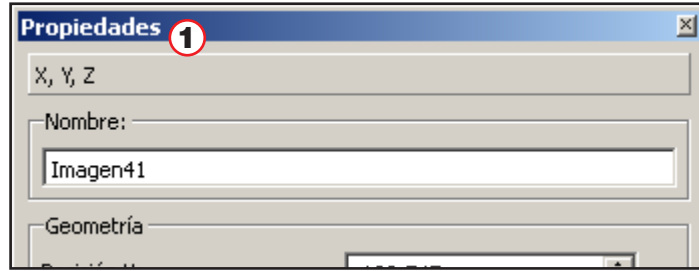 Propiedades 1
X, Y, Z
Nombre:
Imagen41
Geometría